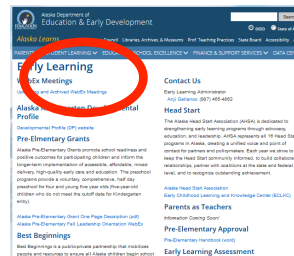 Alaska Department of
Education & Early Development
Search
Alaska Learns
Council Libraries, Archives, & Museums Prof. Teaching Practices State Board Accessibility
PARENTS STUDENT LEARNING EDUC SCHOOL EXCELLENCE FINANCE & SUPPORT SERVICES DATA CEN
Early Learning
WebEx Meetings
and Archived WebEx Meetings
Alaska Developmental
Profile
Developmental Profile (DP) website
Pre-Elementary Grants
Alaska Pre-Elementary Grants promote school readiness and
positive outcomes for participating children and inform the
longer-term implementation of accessible, affordable, mixed
delivery, high-quality early care and education. The preschool
programs provide a voluntary, comprehensive, half day
preschool for four and young five year olds (five-year-old
children who do not meet the cutoff date for Kindergarten
entry).
Alaska Pre-Elementary Grant One Page Description (pdf)
Alaska Pre-Elementary Fall Leadership Orientation WebEx
Best Beginnings
Best Beginnings is a public-private partnership that mobilizes
people and resources to ensure all Alaska children begin school
Contact Us
Early Learning Administrator
Anji Gallanos: (907) 465-4862
Head Start
The Alaska Head Start Association (AHSA) is dedicated to
strengthening early learning programs through advocacy,
education, and leadership. AHSA represents all 16 Head Sta
programs in Alaska, creating a unified voice and point of
contact for parents and policymakers. Each year we strive to
keep the Head Start community informed, to build collabora
relationships, partner with coalitions at the state and federal
level, and to recognize outstanding achievement.
Alaska Head Start Association
Early Childhood Learning and Knowledge Center (ECLKC)
Parents as Teachers
Information Coming Soon!
Pre-Elementary Approval
Pre-Elementary Handbook (word)
Early Learning Assessment